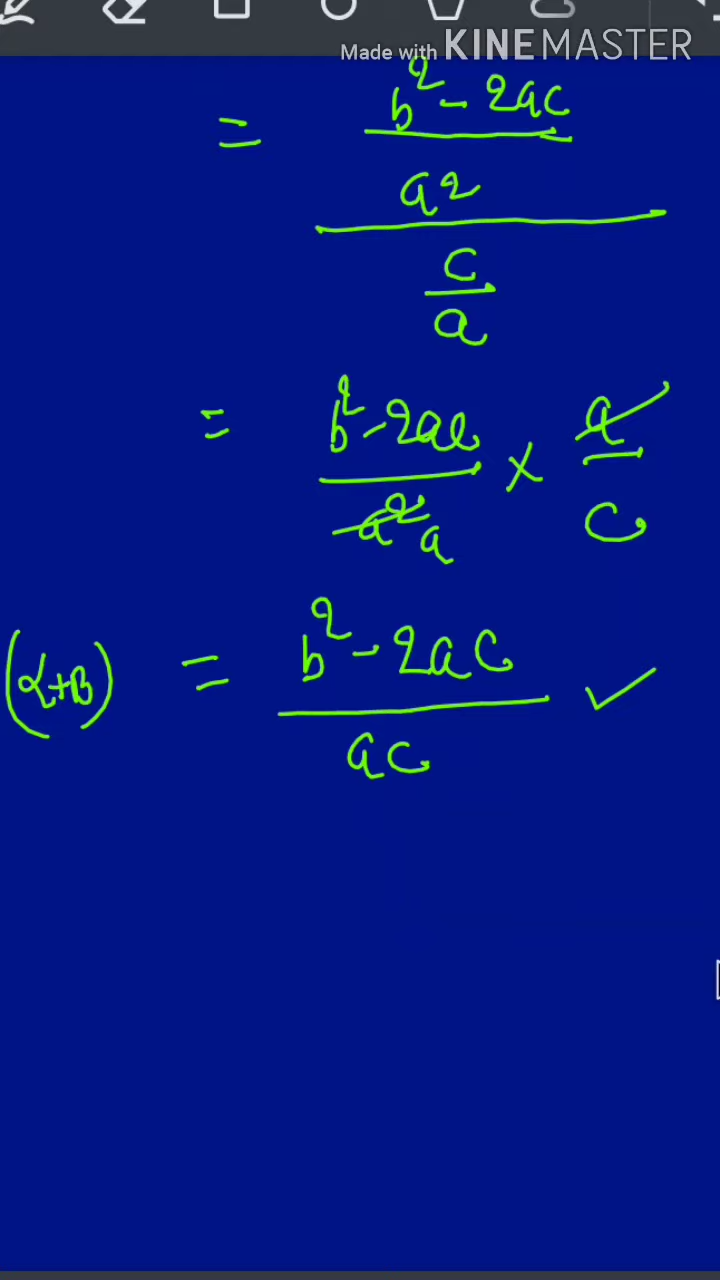 Made with KINEMASTER
b² - 2ac
=
a²
c
a
b² - 2ac a
= ×
a² a c
b² - 2ac
(α+β) = ✓
ac